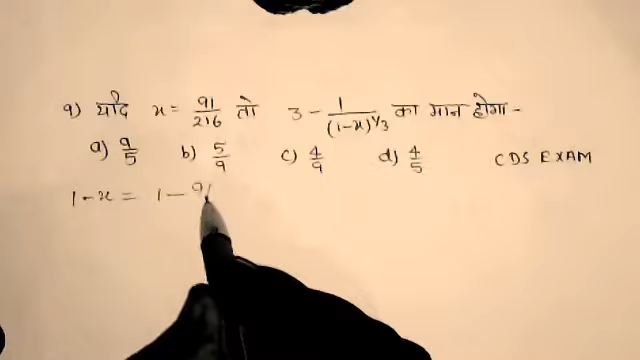 9) यदि x = 91/216 तो 3 - 1/(1-x)^1/3 का मान होगा -
a) 9/5 b) 5/9 c) 4/9 d) 4/5 CDS EXAM
1 - x = 1 - 91